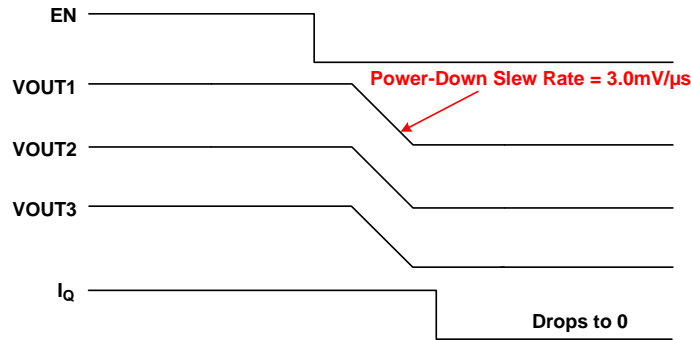 EN
Power-Down Slew Rate = 3.0mV/µs
VOUT1
VOUT2
VOUT3
IQ
Drops to 0